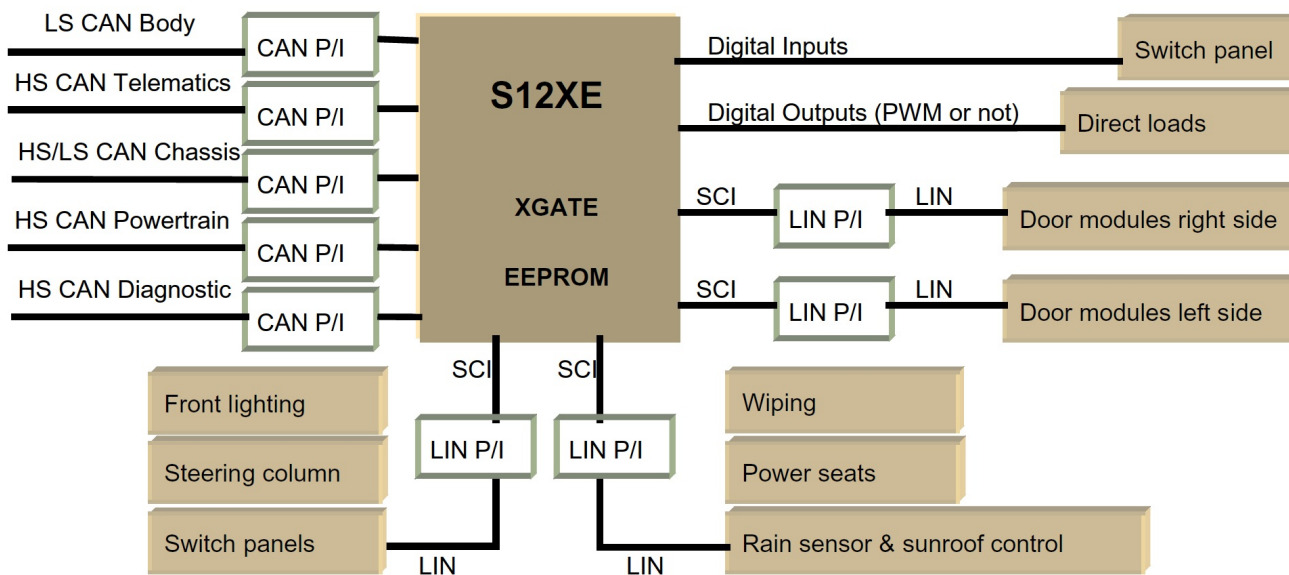 LS CAN Body
CAN P/I
HS CAN Telematics
CAN P/I
HS/LS CAN Chassis
CAN P/I
HS CAN Powertrain
CAN P/I
HS CAN Diagnostic
CAN P/I
S12XE
XGATE
EEPROM
Digital Inputs
Switch panel
Digital Outputs (PWM or not)
Direct loads
SCI
LIN P/I
LIN
Door modules right side
SCI
LIN P/I
LIN
Door modules left side
SCI
SCI
Front lighting
Steering column
Switch panels
LIN P/I
LIN P/I
LIN
LIN
Wiping
Power seats
Rain sensor & sunroof control